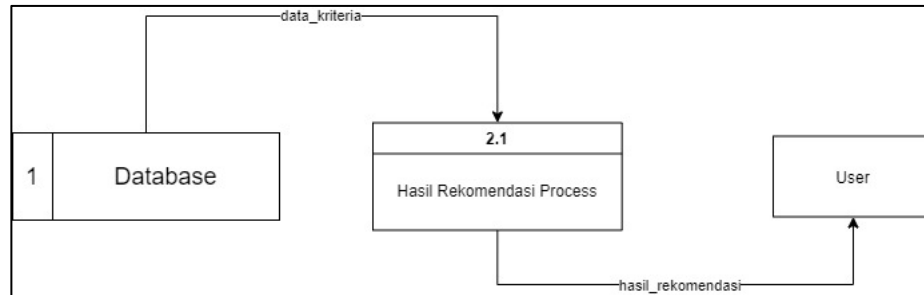 data_kriteria
1
Database
2.1
Hasil Rekomendasi Process
User
hasil_rekomendasi